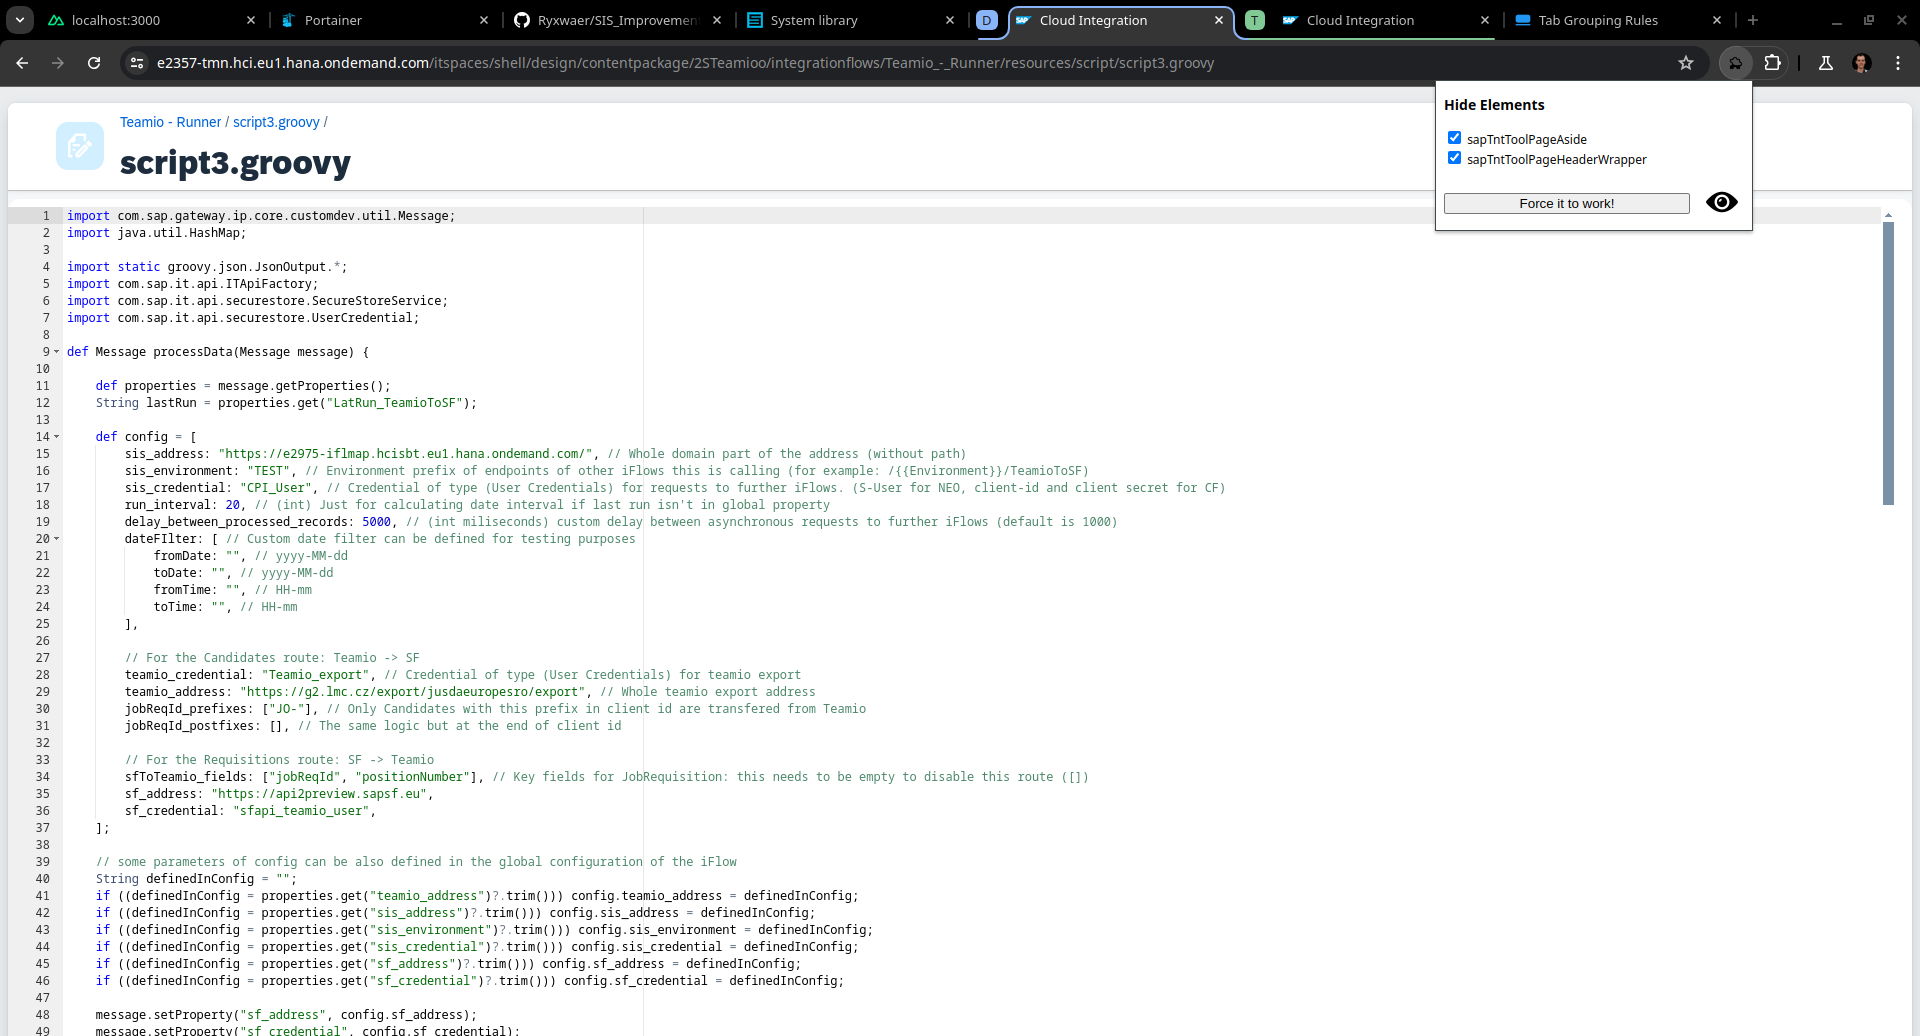 localhost:3000
Portainer
Ryxwaer/SIS_Improvemen
System library
D
Cloud Integration
T
Cloud Integration
Tab Grouping Rules
e2357-tmn.hci.eu1.hana.ondemand.com/itspaces/shell/design/contentpackage/2STeamioo/integrationflows/Teamio_-_Runner/resources/script/script3.groovy
Hide Elements
sapTntToolPageAside
sapTntToolPageHeaderWrapper
Force it to work!
Teamio - Runner / script3.groovy /
script3.groovy
1 import com.sap.gateway.ip.core.customdev.util.Message;
2 import java.util.HashMap;
3
4 import static groovy.json.JsonOutput.*;
5 import com.sap.it.api.ITApiFactory;
6 import com.sap.it.api.securestore.SecureStoreService;
7 import com.sap.it.api.securestore.UserCredential;
8
9 def Message processData(Message message) {
10
11 def properties = message.getProperties();
12 String lastRun = properties.get("LatRun_TeamioToSF");
13
14 def config = [
15 sis_address: "https://e2975-iflmap.hcisbt.eu1.hana.ondemand.com/", // Whole domain part of the address (without path)
16 sis_environment: "TEST", // Environment prefix of endpoints of other iFlows this is calling (for example: /{{Environment}}/TeamioToSF)
17 sis_credential: "CPI_User", // Credential of type (User Credentials) for requests to further iFlows. (S-User for NEO, client-id and client secret for CF)
18 run_interval: 20, // (int) Just for calculating date interval if last run isn't in global property
19 delay_between_processed_records: 5000, // (int miliseconds) custom delay between asynchronous requests to further iFlows (default is 1000)
20 dateFIlter: [ // Custom date filter can be defined for testing purposes
21 fromDate: "", // yyyy-MM-dd
22 toDate: "", // yyyy-MM-dd
23 fromTime: "", // HH-mm
24 toTime: "", // HH-mm
25 ],
26
27 // For the Candidates route: Teamio -> SF
28 teamio_credential: "Teamio_export", // Credential of type (User Credentials) for teamio export
29 teamio_address: "https://g2.lmc.cz/export/jusdaeuropesro/export", // Whole teamio export address
30 jobReqId_prefixes: ["JO-"], // Only Candidates with this prefix in client id are transfered from Teamio
31 jobReqId_postfixes: [], // The same logic but at the end of client id
32
33 // For the Requisitions route: SF -> Teamio
34 sfToTeamio_fields: ["jobReqId", "positionNumber"], // Key fields for JobRequisition: this needs to be empty to disable this route ([])
35 sf_address: "https://api2preview.sapsf.eu",
36 sf_credential: "sfapi_teamio_user",
37 ];
38
39 // some parameters of config can be also defined in the global configuration of the iFlow
40 String definedInConfig = "";
41 if ((definedInConfig = properties.get("teamio_address")?.trim())) config.teamio_address = definedInConfig;
42 if ((definedInConfig = properties.get("sis_address")?.trim())) config.sis_address = definedInConfig;
43 if ((definedInConfig = properties.get("sis_environment")?.trim())) config.sis_environment = definedInConfig;
44 if ((definedInConfig = properties.get("sis_credential")?.trim())) config.sis_credential = definedInConfig;
45 if ((definedInConfig = properties.get("sf_address")?.trim())) config.sf_address = definedInConfig;
46 if ((definedInConfig = properties.get("sf_credential")?.trim())) config.sf_credential = definedInConfig;
47
48 message.setProperty("sf_address", config.sf_address);
49 message.setProperty("sf_credential", config.sf_credential);